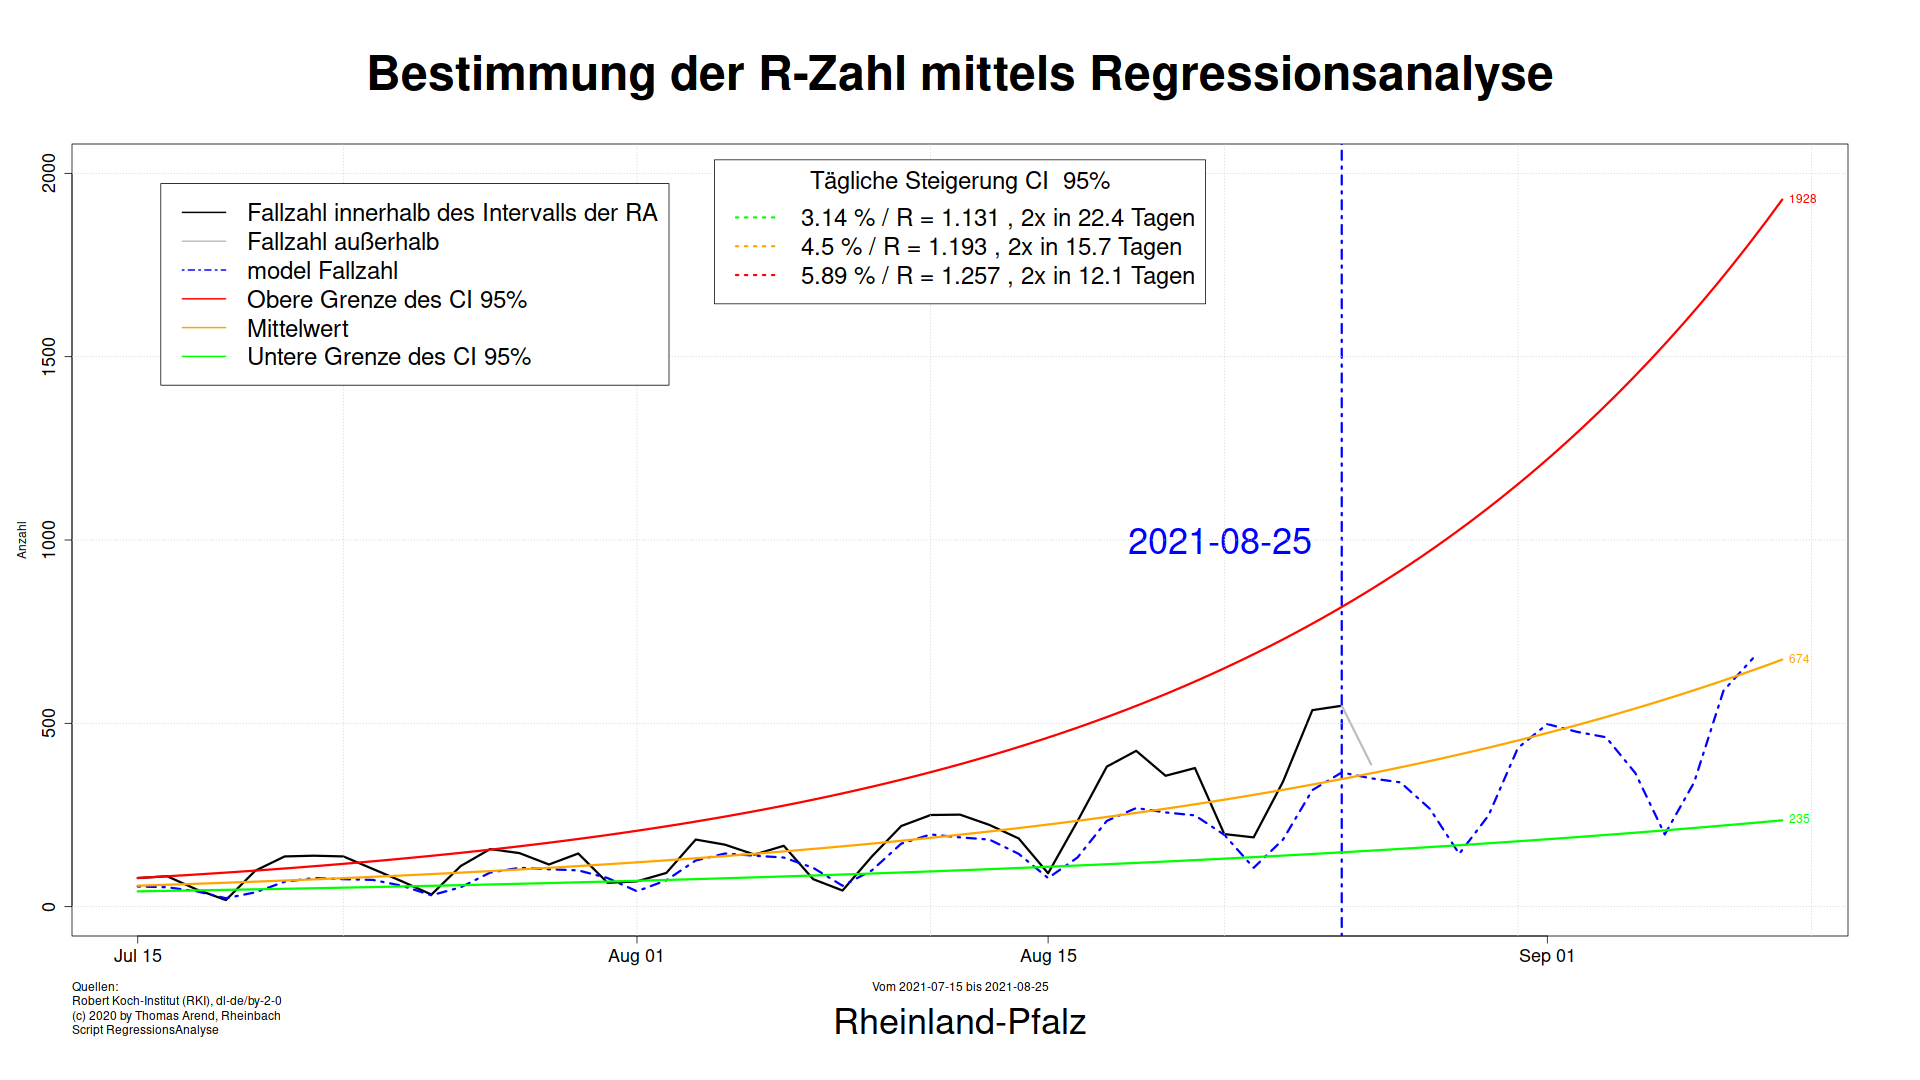 Bestimmung der R-Zahl mittels Regressionsanalyse
Fallzahl innerhalb des Intervalls der RA
Fallzahl außerhalb
model Fallzahl
Obere Grenze des CI 95%
Mittelwert
Untere Grenze des CI 95%
Tägliche Steigerung CI  95%
3.14 % / R = 1.131 , 2x in 22.4 Tagen
4.5 % / R = 1.193 , 2x in 15.7 Tagen
5.89 % / R = 1.257 , 2x in 12.1 Tagen
2000
1500
1000
500
0
Anzahl
2021-08-25
1928
674
235
Jul 15
Aug 01
Aug 15
Sep 01
Quellen:
Robert Koch-Institut (RKI), dl-de/by-2-0
(c) 2020 by Thomas Arend, Rheinbach
Script RegressionsAnalyse
Vom 2021-07-15 bis 2021-08-25
Rheinland-Pfalz